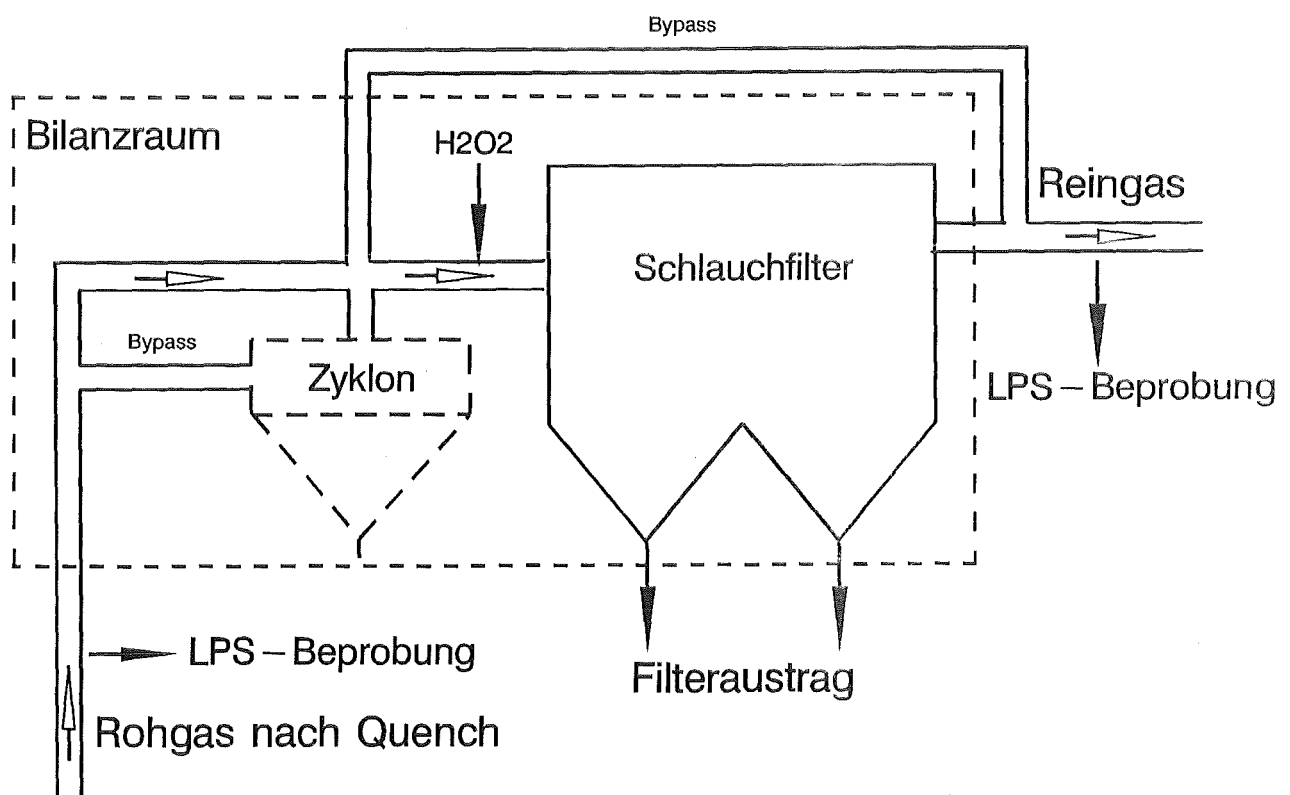 Bypass
Bilanzraum
H2O2
Reingas
Schlauchfilter
Bypass
Zyklon
LPS – Beprobung
LPS – Beprobung
Filteraustrag
Rohgas nach Quench